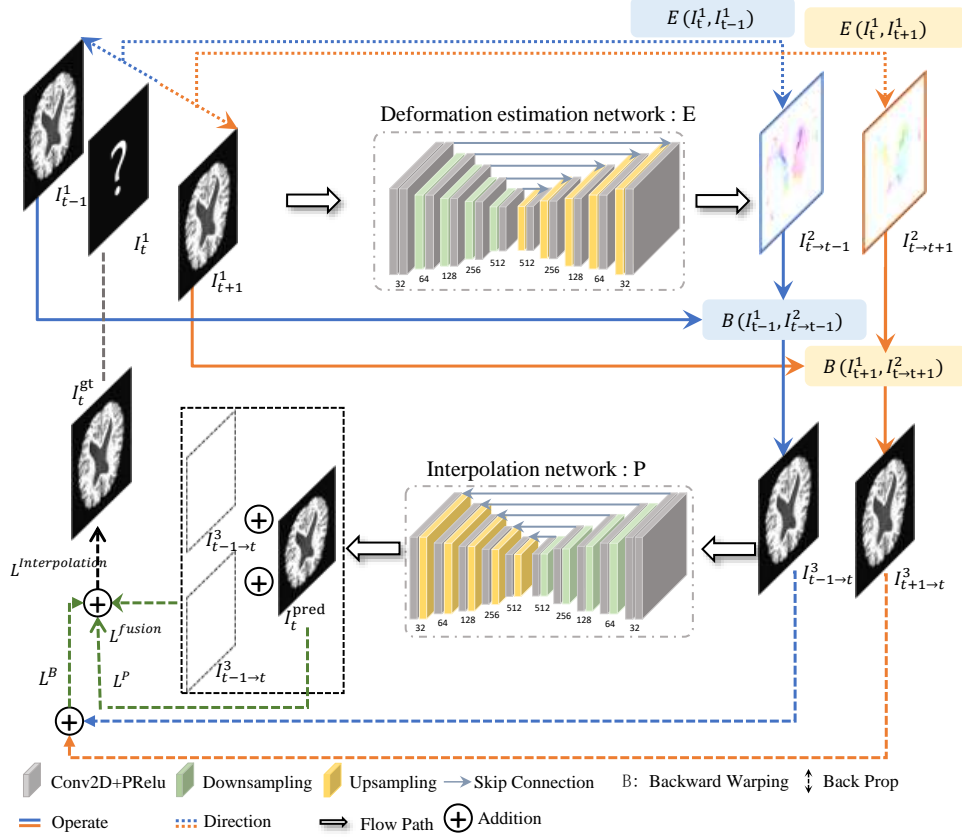 E(I¹ₜ, I¹ₜ₋₁)
E(I¹ₜ, I¹ₜ₊₁)
Deformation estimation network : E
?
I¹ₜ₋₁
I¹ₜ
I¹ₜ₊₁
32 64 128 256 512 512 256 128 64 32
I²ₜ→ₜ₋₁
I²ₜ→ₜ₊₁
B(I¹ₜ₋₁, I²ₜ→ₜ₋₁)
B(I¹ₜ₊₁, I²ₜ→ₜ₊₁)
Iₜᵍᵗ
Interpolation network : P
I³ₜ₋₁→ₜ
Iₜᵖʳᵉᵈ
I³ₜ₋₁→ₜ
32 64 128 256 512 512 256 128 64 32
I³ₜ₋₁→ₜ
I³ₜ₊₁→ₜ
L^Interpolation
L^fusion
L^B
L^P
Conv2D+PRelu Downsampling Upsampling Skip Connection B: Backward Warping Back Prop
Operate Direction Flow Path Addition